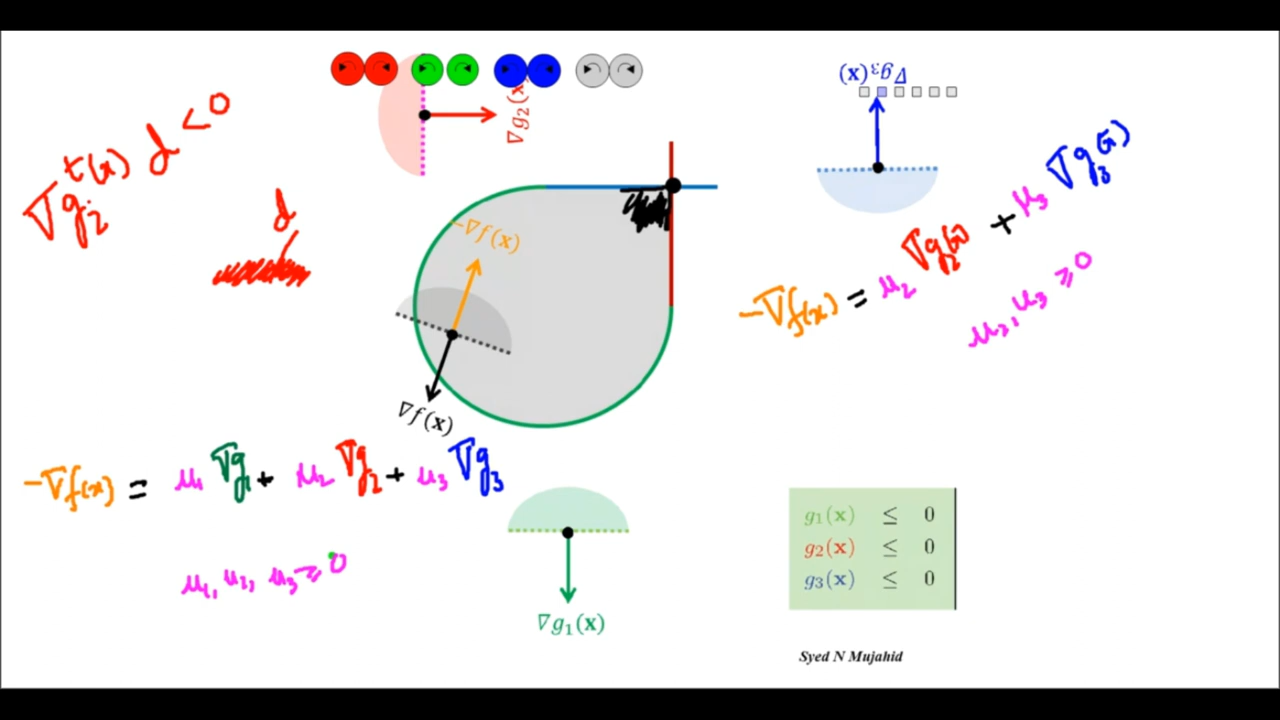 ∇g₂(x)
∇g₃(x)
∇g₂ᵗ(x) d < 0
d
−∇f(x)
−∇f(x) = μ₂ ∇g₂(x) + μ₃ ∇g₃(x)
μ₂, μ₃ ≥ 0
∇f(x)
−∇f(x) = μ₁ ∇g₁ + μ₂ ∇g₂ + μ₃ ∇g₃
μ₁, μ₂, μ₃ ≥ 0
∇g₁(x)
g₁(x) ≤ 0
g₂(x) ≤ 0
g₃(x) ≤ 0
Syed N Mujahid